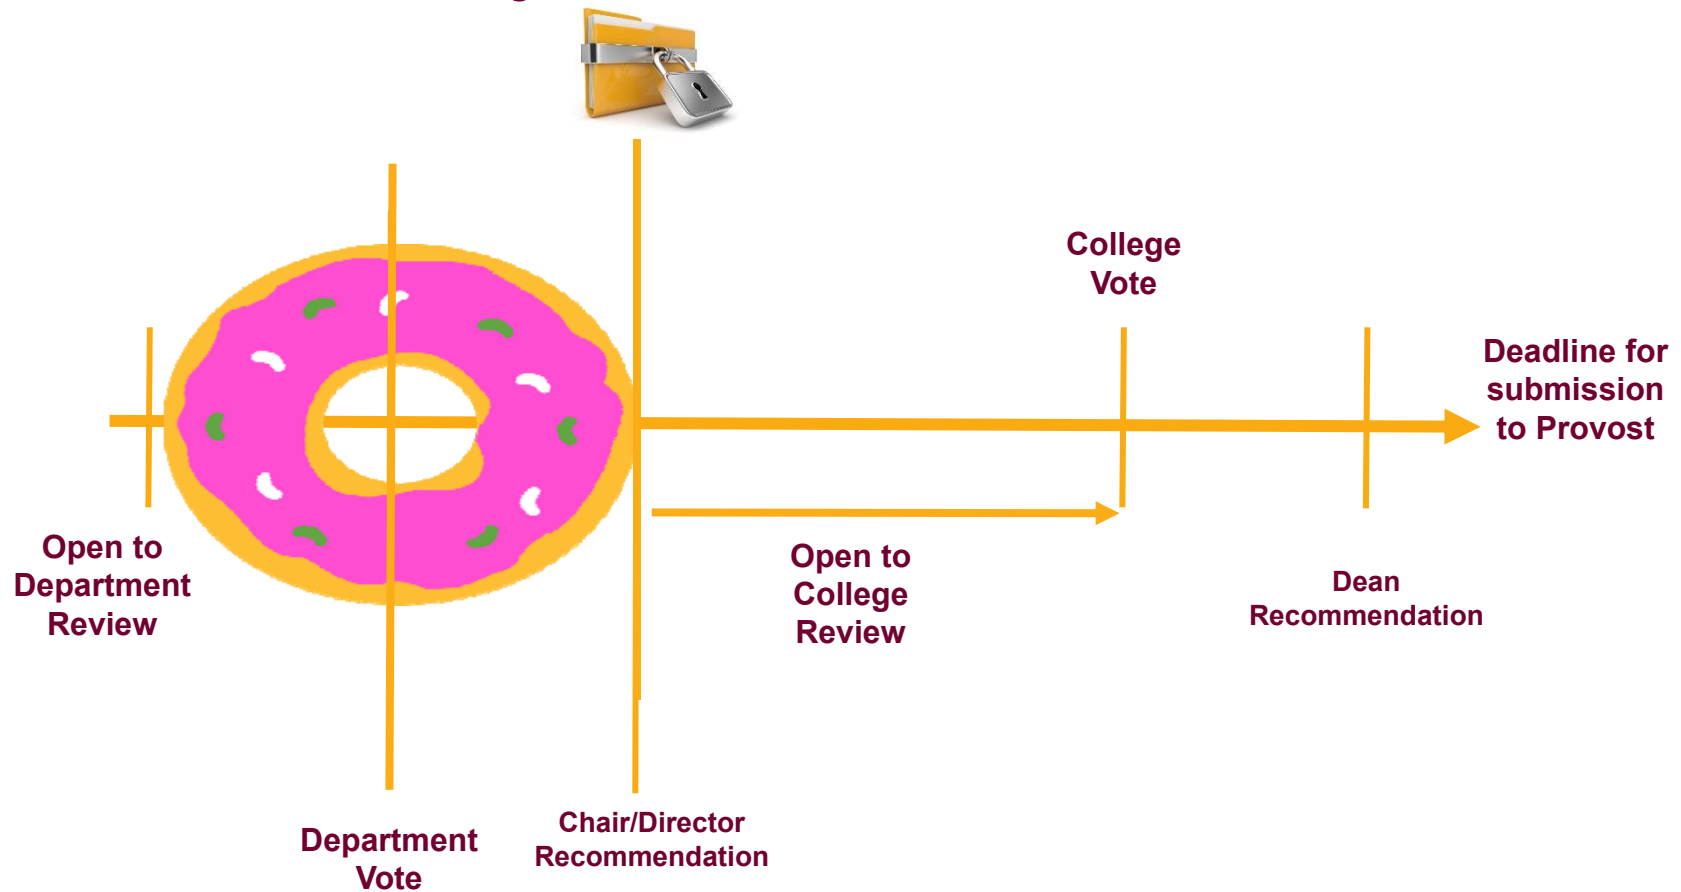 College
Vote
Deadline for
submission
to Provost
Open to
Department
Review
Open to
College
Review
Dean
Recommendation
Department
Vote
Chair/Director
Recommendation